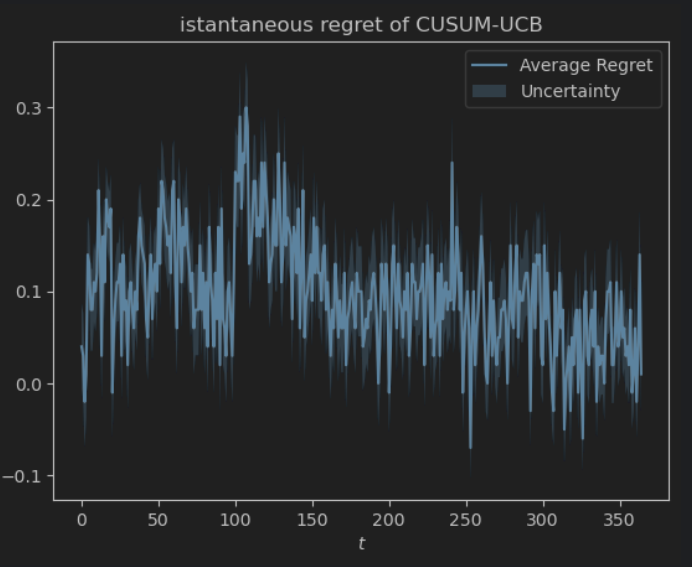 istantaneous regret of CUSUM-UCB
Average Regret
Uncertainty
0.3
0.2
0.1
0.0
−0.1
0 50 100 150 200 250 300 350
t